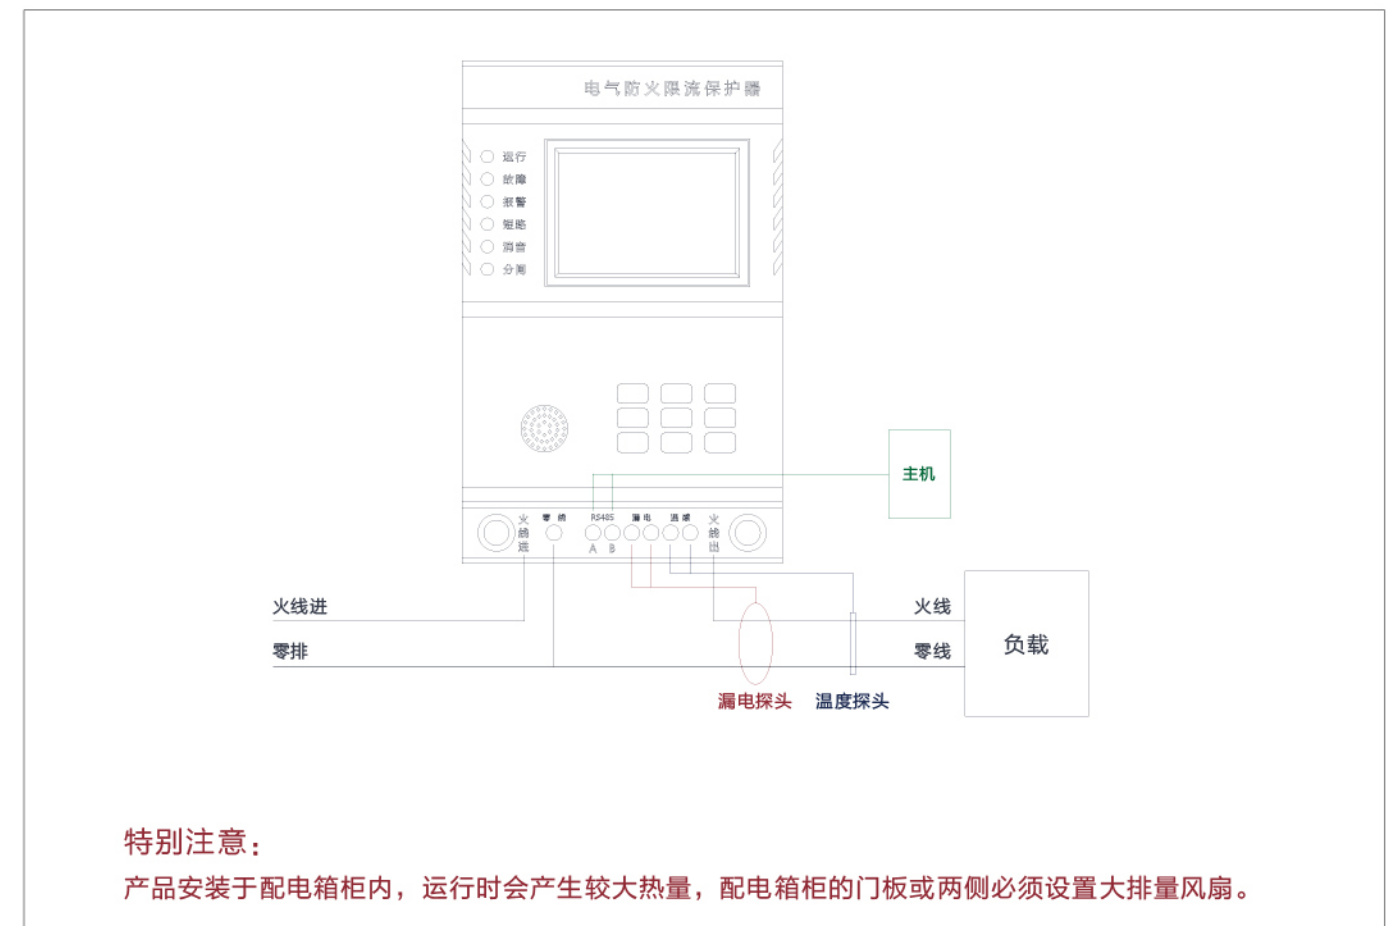 电气防火限流保护器
运行
故障
报警
短路
消音
分闸
主机
火线进
零线
RS485
漏电
温感
火线出
A B
火线进
零排
火线
零线
负载
漏电探头
温度探头
特别注意：
产品安装于配电箱柜内，运行时会产生较大热量，配电箱柜的门板或两侧必须设置大排量风扇。